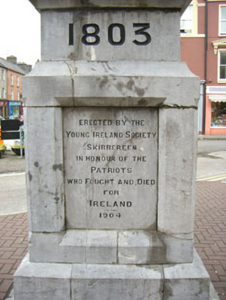 1803
ERECTED BY THE
YOUNG IRELAND SOCIETY
SKIBBEREEN
IN HONOUR OF THE
PATRIOTS
WHO FOUGHT AND DIED
FOR
IRELAND
1904